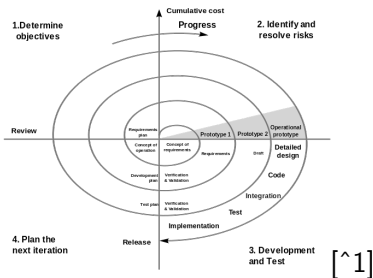 Cumulative cost
Progress
1.Determine
objectives
2. Identify and
resolve risks
Requirements
plan
Prototype 1
Prototype 2
Operational
prototype
Review
Concept of
operation
Concept of
requirements
Requirements
Draft
Detailed
design
Development
plan
Verification
& Validation
Code
Integration
Test plan
Verification
& Validation
Test
Implementation
4. Plan the
next iteration
Release
3. Development
and Test
[^1]